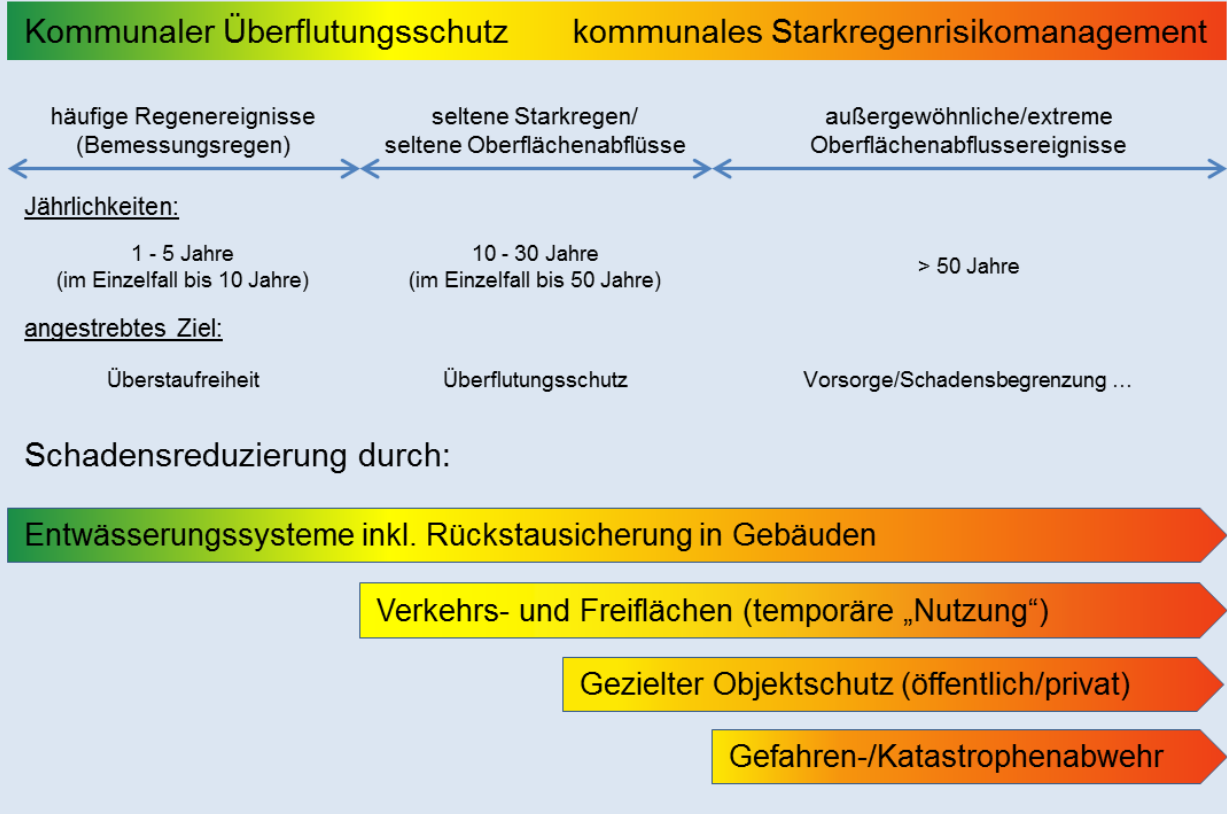 Kommunaler Überflutungsschutz kommunales Starkregenrisikomanagement
häufige Regenereignisse
(Bemessungsregen)
seltene Starkregen/
seltene Oberflächenabflüsse
außergewöhnliche/extreme
Oberflächenabflussereignisse
Jährlichkeiten:
1 - 5 Jahre
(im Einzelfall bis 10 Jahre)
10 - 30 Jahre
(im Einzelfall bis 50 Jahre)
> 50 Jahre
angestrebtes Ziel:
Überstaufreiheit
Überflutungsschutz
Vorsorge/Schadensbegrenzung …
Schadensreduzierung durch:
Entwässerungssysteme inkl. Rückstausicherung in Gebäuden
Verkehrs- und Freiflächen (temporäre „Nutzung“)
Gezielter Objektschutz (öffentlich/privat)
Gefahren-/Katastrophenabwehr